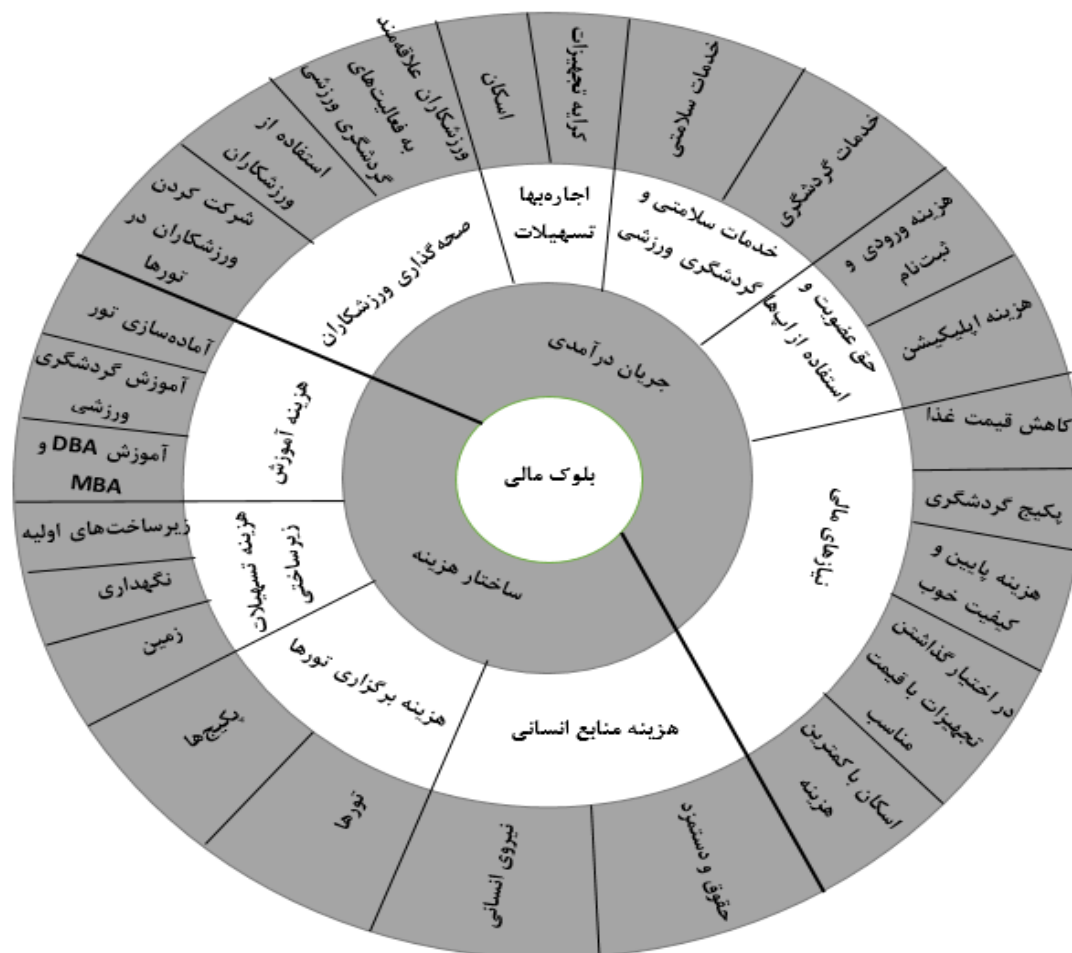 بلوک مالی
جریان درآمدی
ساختار هزینه
صحه‌گذاری ورزشکاران
اجاره‌بها
تسهیلات
خدمات سلامتی و
گردشگری ورزشی
حق عضویت و
استفاده از اپ‌ها
نیازهای مالی
هزینه منابع انسانی
هزینه برگزاری تورها
هزینه تسهیلات
زیرساختی
هزینه آموزش
شرکت کردن
ورزشکاران در
تورها
استفاده از
ورزشکاران
ورزشکاران علاقه‌مند
به فعالیت‌های
گردشگری ورزشی
اسکان
کرایه تجهیزات
خدمات سلامتی
خدمات گردشگری
هزینه ورودی و
ثبت‌نام
هزینه اپلیکیشن
کاهش قیمت غذا
پکیج گردشگری
هزینه پایین و
کیفیت خوب
در اختیار گذاشتن
تجهیزات با قیمت
مناسب
اسکان با کمترین
هزینه
حقوق و دستمزد
نیروی انسانی
تورها
پکیج‌ها
زمین
نگهداری
زیرساخت‌های اولیه
آموزش DBA و
MBA
آموزش گردشگری
ورزشی
آماده‌سازی تور